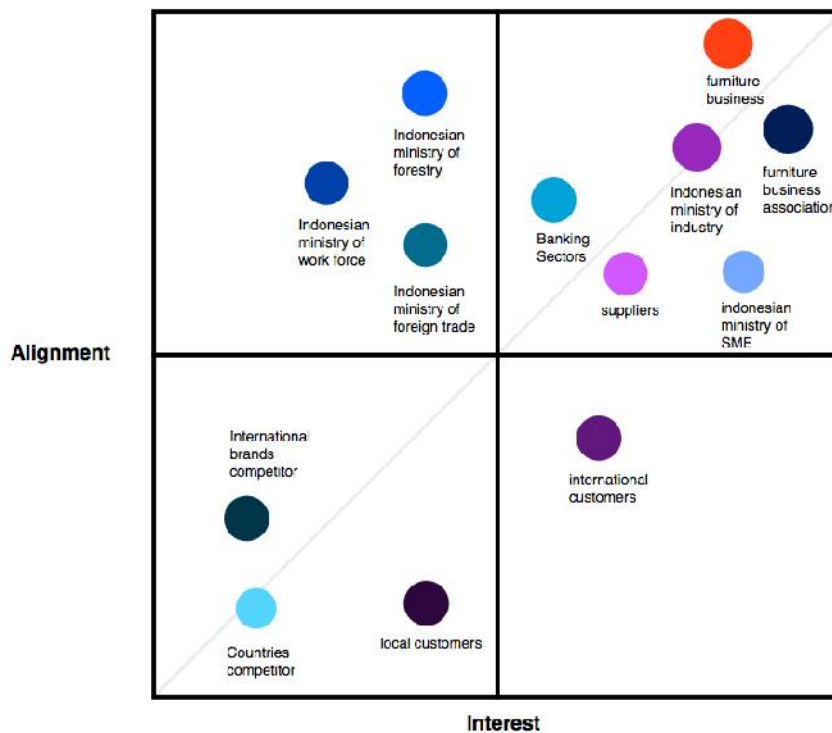 furniture
business
Indonesian
ministry of
forestry
furniture
business
association
Indonesian
ministry of
industry
Indonesian
ministry of
work force
Banking
Sectors
Indonesian
ministry of
foreign trade
suppliers
indonesian
ministry of
SME
Alignment
International
brands
competitor
international
customers
Countries
competitor
local customers
Interest